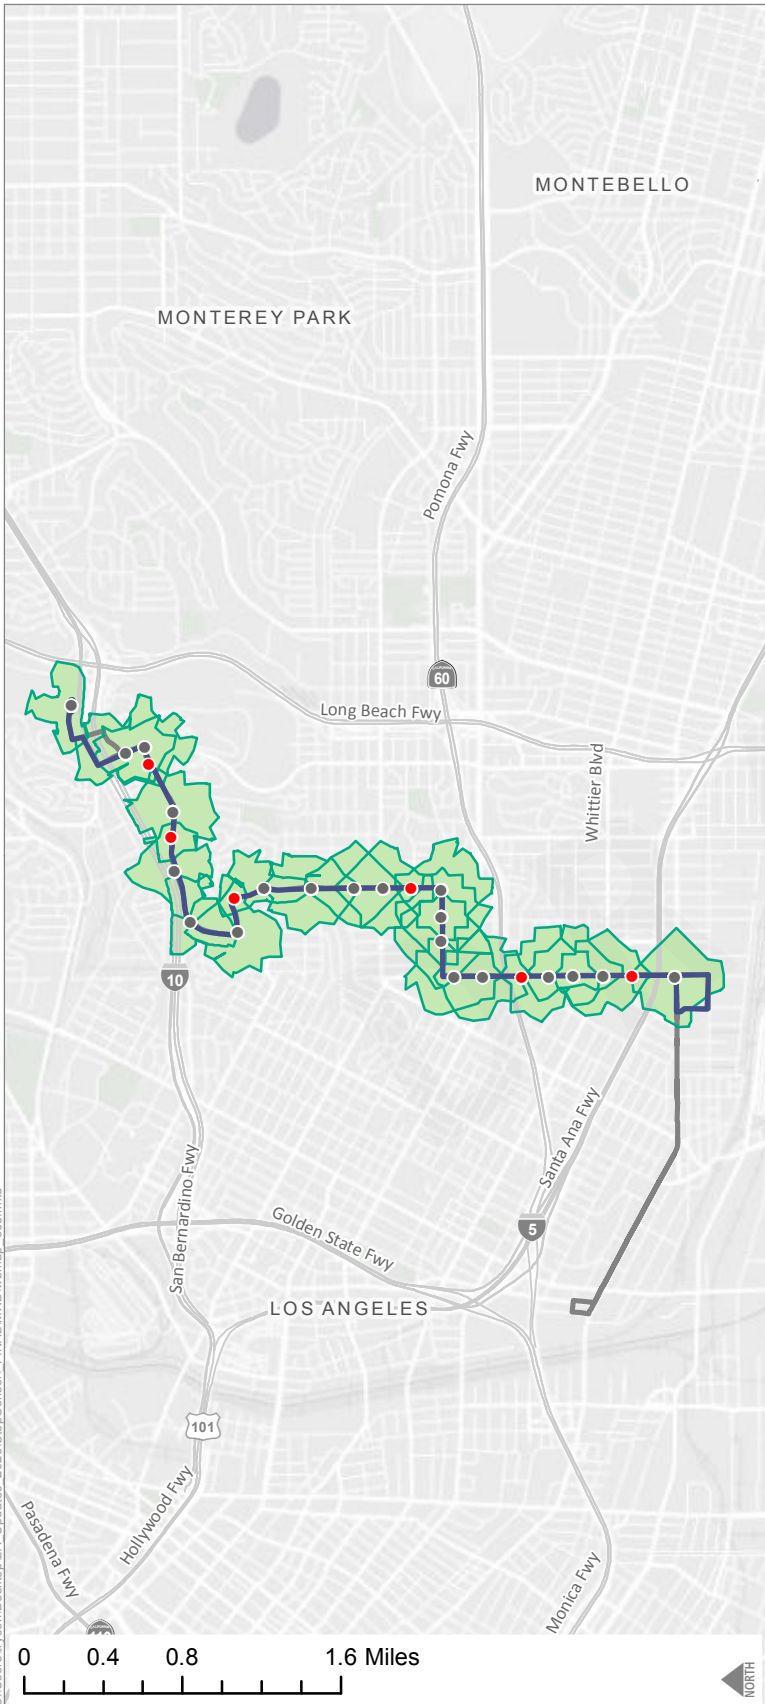 MONTEBELLO
MONTEREY PARK
Pomona Fwy
60
Long Beach Fwy
Whittier Blvd
10
Santa Ana Fwy
San Bernardino Fwy
Golden State Fwy
5
LOS ANGELES
101
Hollywood Fwy
Pasadena Fwy
Monica Fwy
0 0.4 0.8 1.6 Miles
NORTH